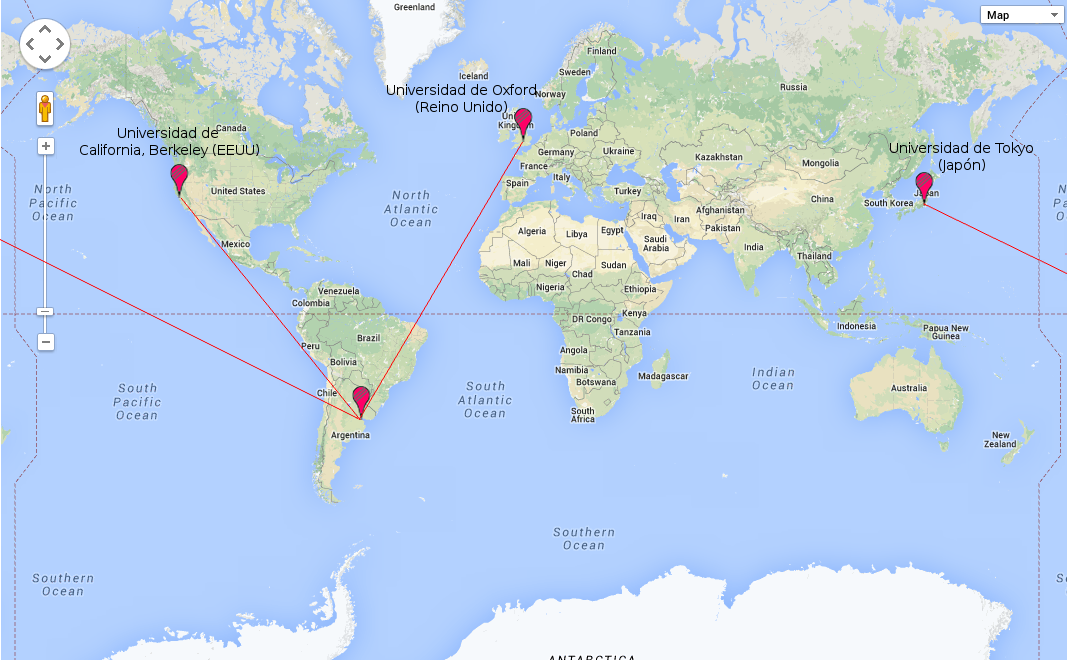 Greenland
Map
Iceland
Finland
Sweden
Norway
Russia
Universidad de Oxford
(Reino Unido)
United
Kingdom
Universidad de
California, Berkeley (EEUU)
Canada
Poland
Germany
Ukraine
France
Kazakhstan
Mongolia
Universidad de Tokyo
(Japón)
Italy
Spain
Turkey
United States
China
Japan
South Korea
North
Pacific
Ocean
North
Atlantic
Ocean
Iraq
Iran
Afghanistan
Pakistan
Algeria
Libya
Egypt
Saudi
Arabia
Mexico
India
Thailand
Mali
Niger
Chad
Sudan
Nigeria
Ethiopia
Venezuela
Colombia
DR Congo
Kenya
Tanzania
Indonesia
Papua New
Guinea
Peru
Brazil
Bolivia
Angola
Namibia
Botswana
Madagascar
Chile
South
Africa
South
Pacific
Ocean
South
Atlantic
Ocean
Indian
Ocean
Australia
Argentina
New
Zealand
Southern
Ocean
Southern
Ocean
ANTARCTICA